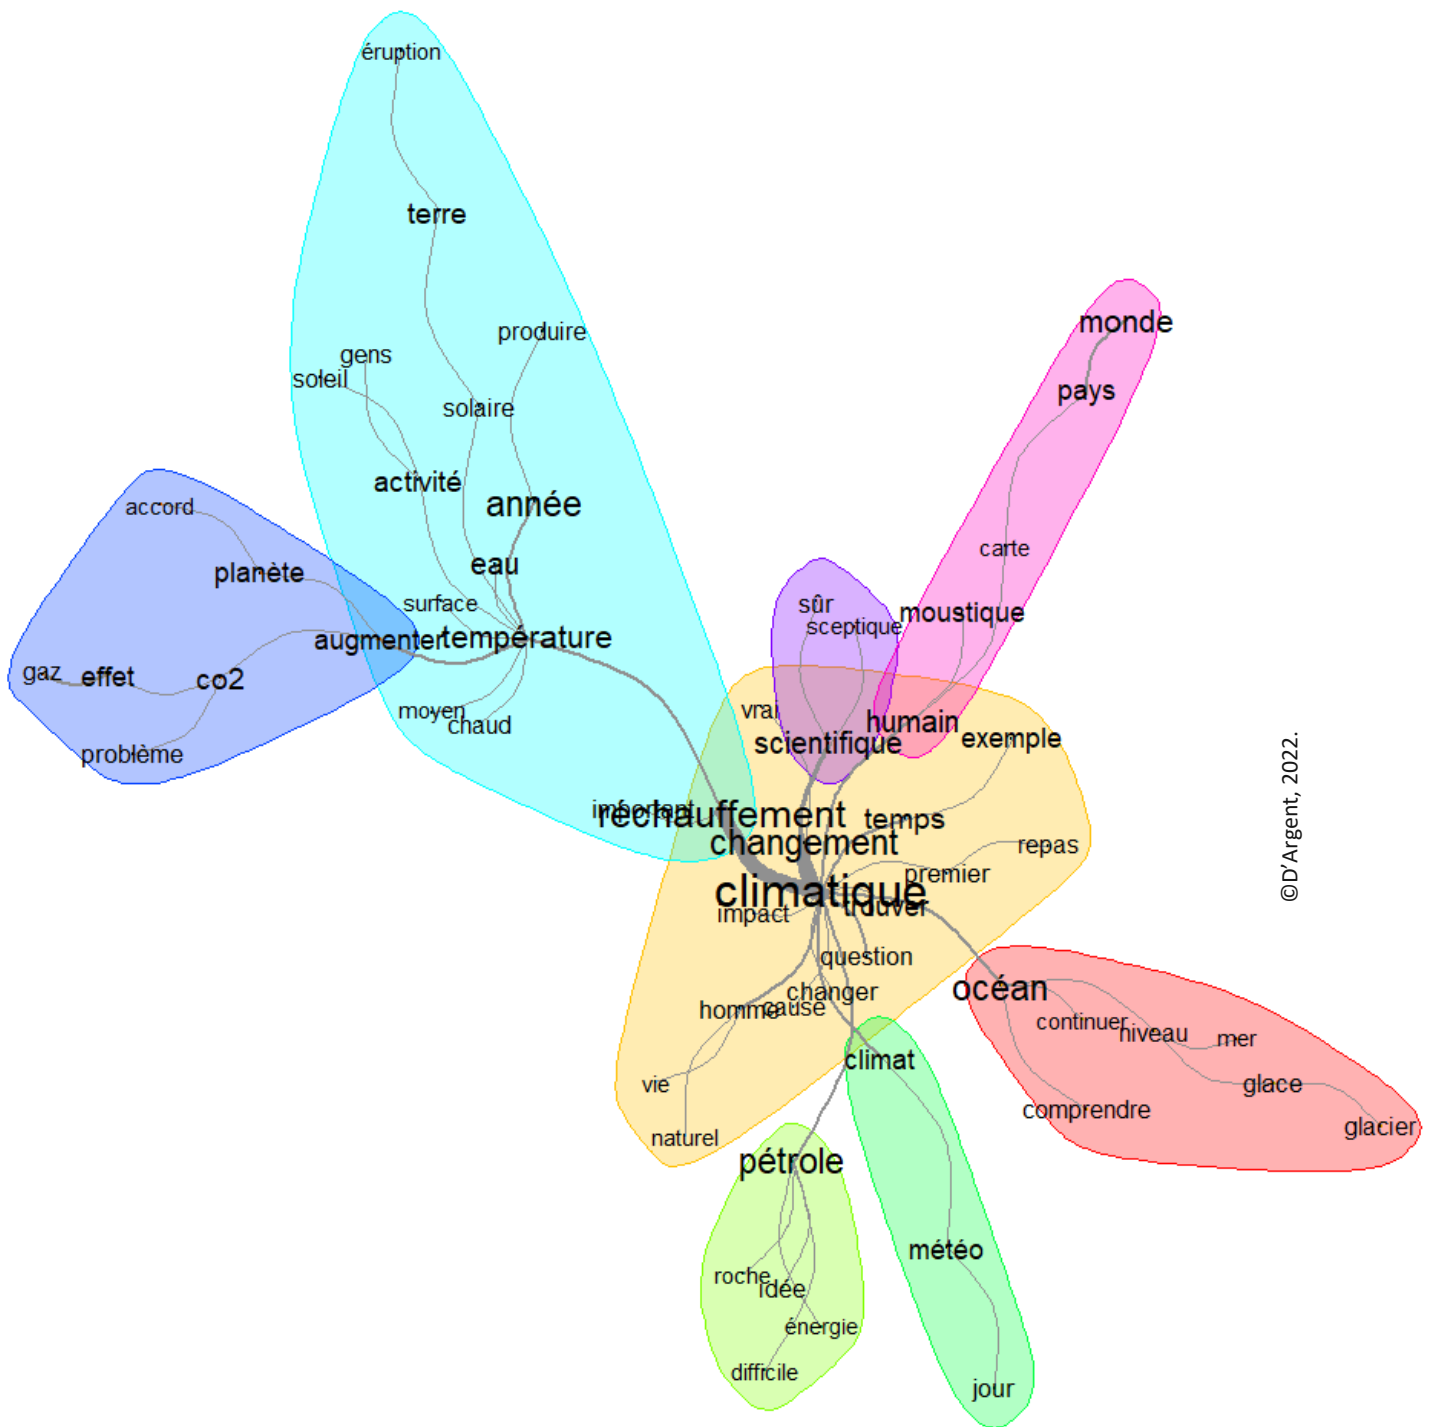 éruption
terre
produire
gens
soleil
solaire
activité
année
eau
surface
température
moyen
chaud
accord
planète
augmenter
gaz
effet
co2
problème
monde
pays
carte
moustique
humain
sûr
sceptique
scientifique
vrai
exemple
important
réchauffement
temps
changement
repas
premier
climatique
trouver
impact
question
changer
homme
cause
vie
naturel
océan
continuer
niveau
mer
glace
comprendre
glacier
climat
météo
jour
pétrole
roche
idée
énergie
difficile
©D'Argent, 2022.